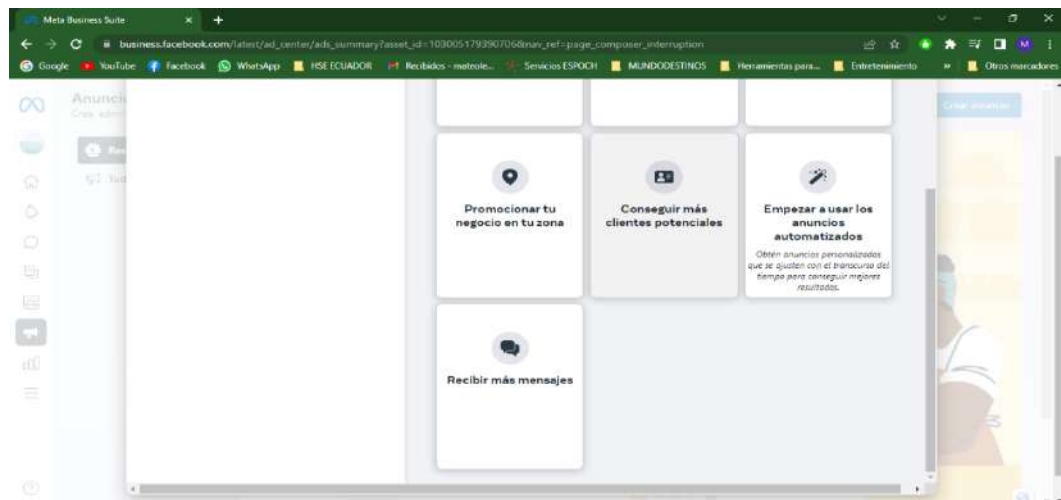 Meta Business Suite
business.facebook.com/latest/ad_center/ads_summary?asset_id=103005179390706&nav_ref=page_composer_interruption
Google YouTube Facebook WhatsApp HSE ECUADOR Recibidos - mateole... Servicios ESPOCH MUNDODESTINOS Herramientas para... Entretenimiento » Otros marcadores
Anuncio
Crear anuncio
Promocionar tu
negocio en tu zona
Conseguir más
clientes potenciales
Empezar a usar los
anuncios
automatizados
Obtén anuncios personalizados
que se ajusten con el transcurso del
tiempo para conseguir mejores
resultados.
Recibir más mensajes